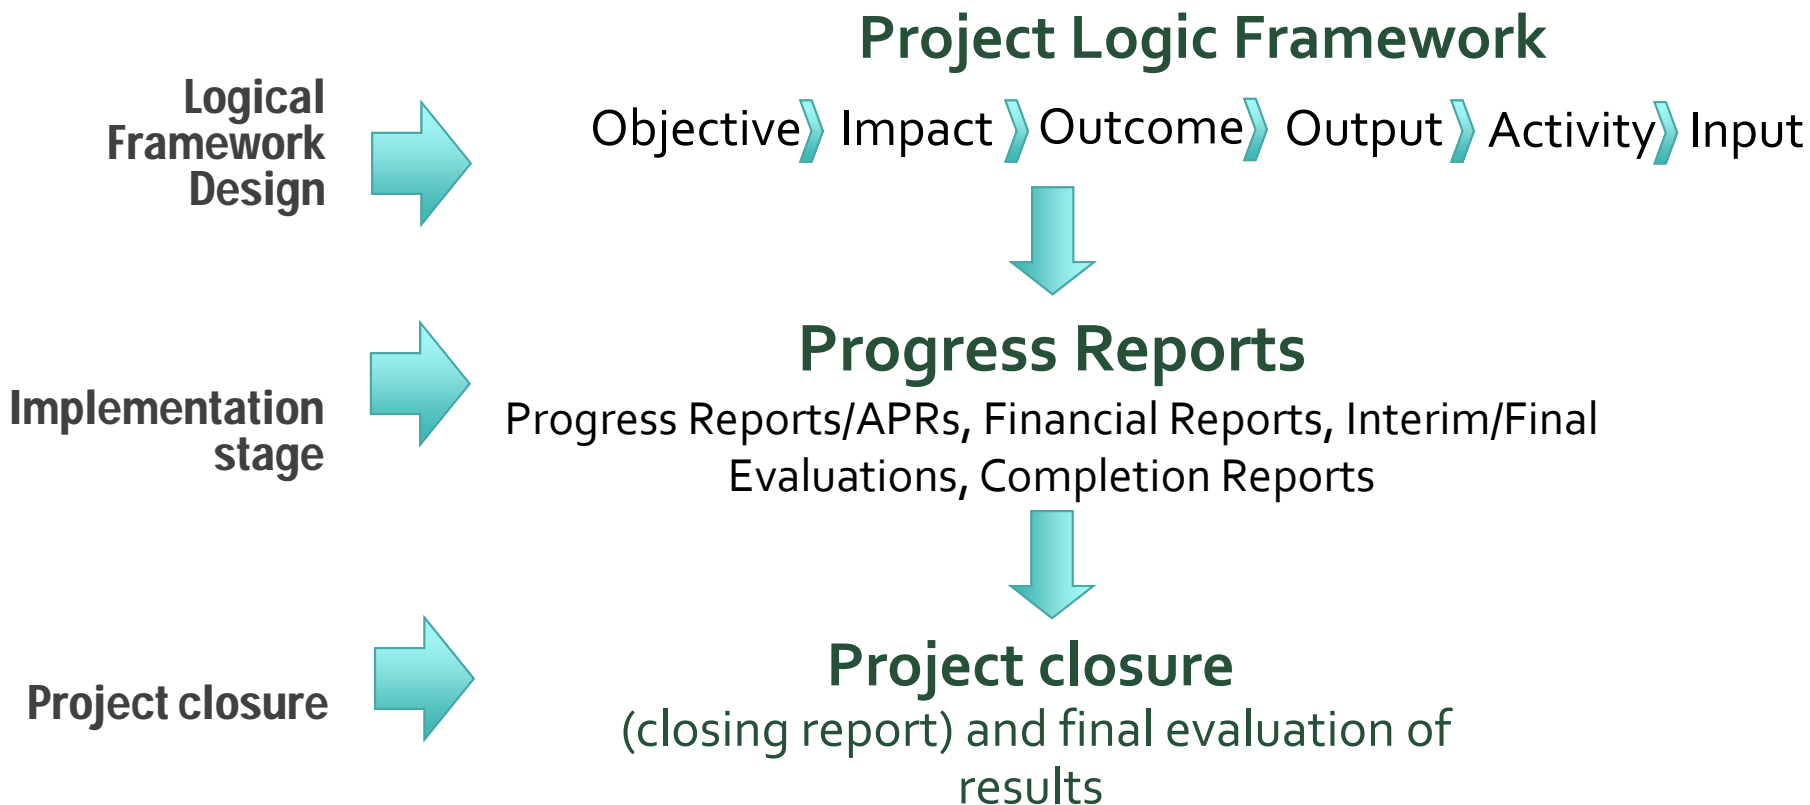 Project Logic Framework
Logical
Framework
Design
Objective Impact Outcome Output Activity Input
Progress Reports
Implementation
stage
Progress Reports/APRs, Financial Reports, Interim/Final
Evaluations, Completion Reports
Project closure
Project closure
(closing report) and final evaluation of
results